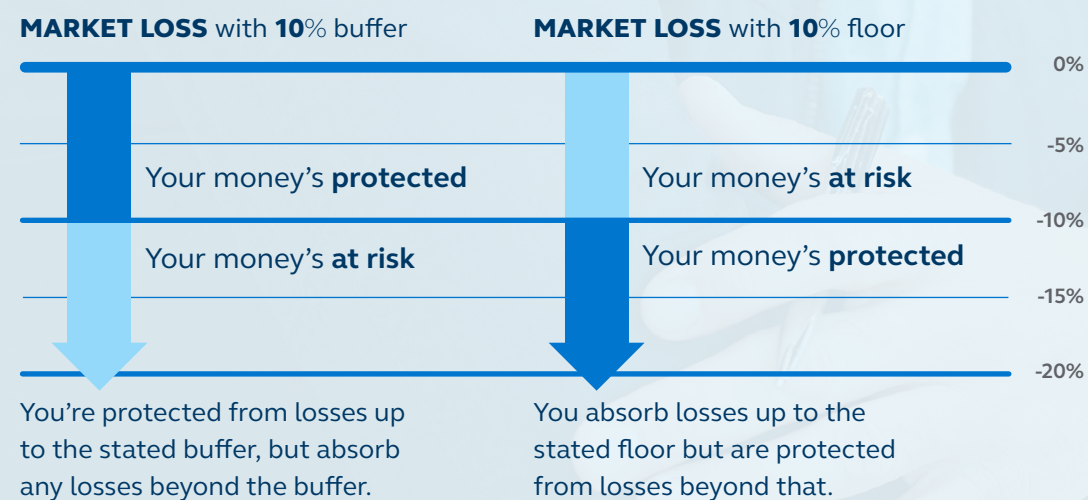 MARKET LOSS with 10% buffer
MARKET LOSS with 10% floor
0%
-5%
Your money’s protected
Your money’s at risk
-10%
Your money’s at risk
Your money’s protected
-15%
-20%
You’re protected from losses up
to the stated buffer, but absorb
any losses beyond the buffer.
You absorb losses up to the
stated floor but are protected
from losses beyond that.